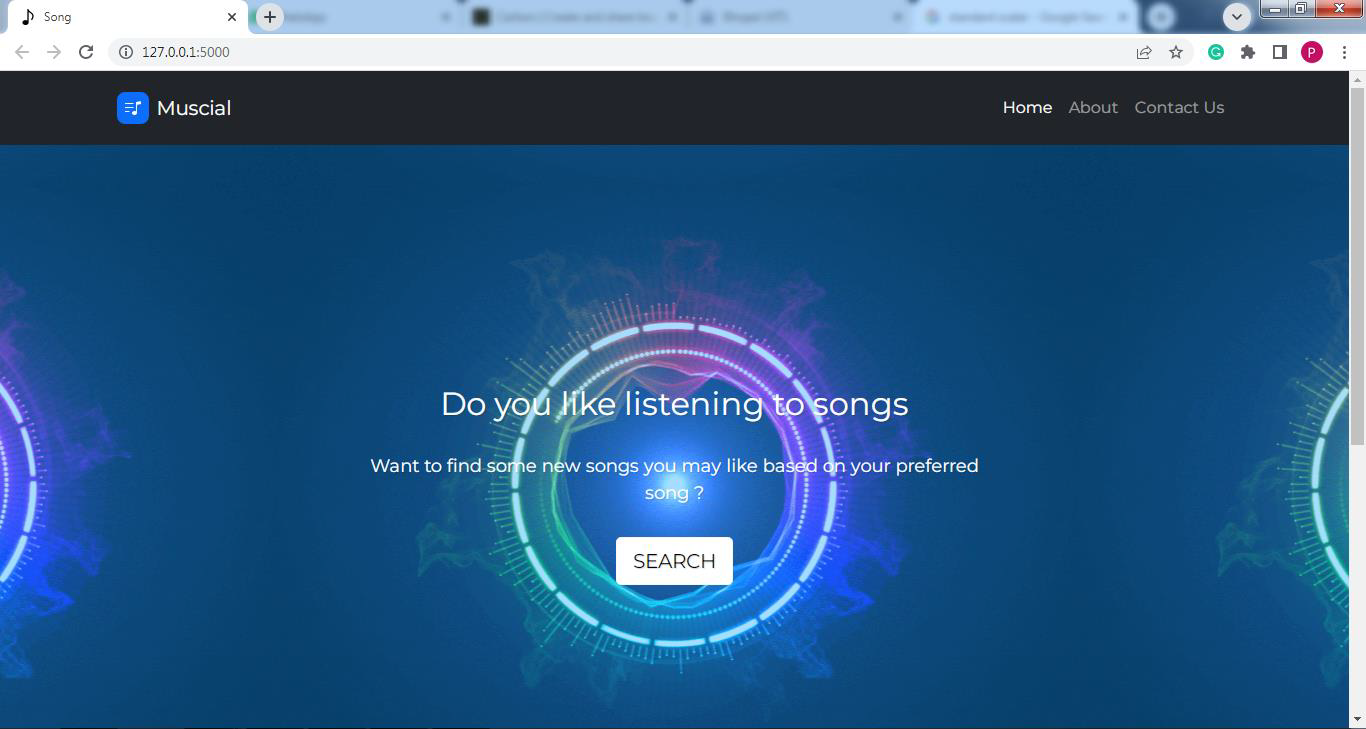 Song
127.0.0.1:5000
P
Muscial
Home About Contact Us
Do you like listening to songs
Want to find some new songs you may like based on your preferred
song ?
SEARCH